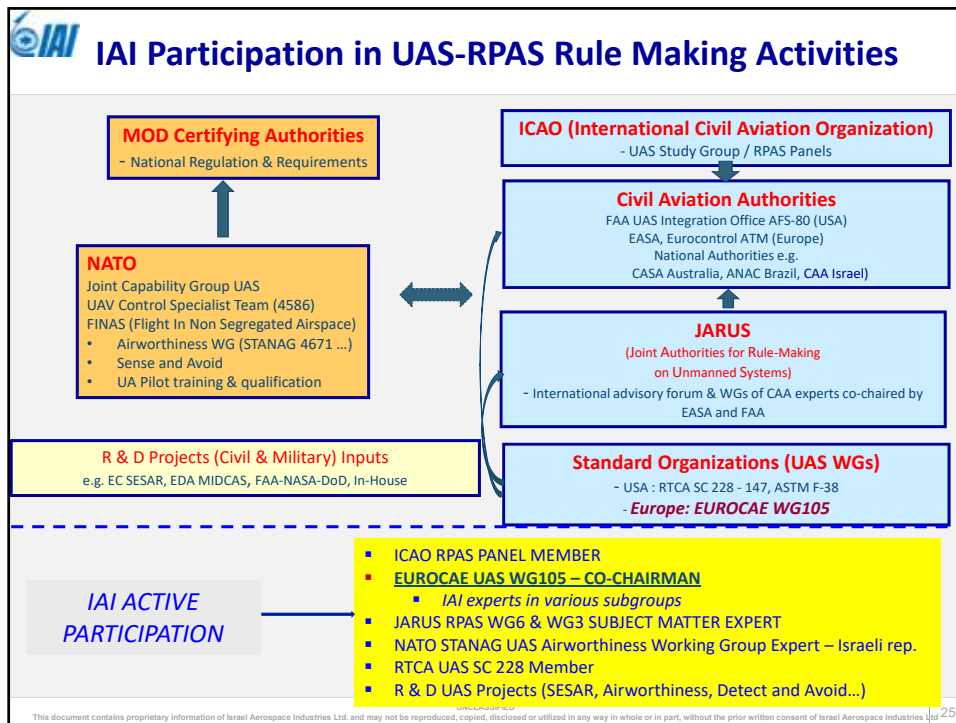 IAI
IAI Participation in UAS-RPAS Rule Making Activities
MOD Certifying Authorities
- National Regulation & Requirements
ICAO (International Civil Aviation Organization)
- UAS Study Group / RPAS Panels
Civil Aviation Authorities
FAA UAS Integration Office AFS-80 (USA)
EASA, Eurocontrol ATM (Europe)
National Authorities e.g.
CASA Australia, ANAC Brazil, CAA Israel)
NATO
Joint Capability Group UAS
UAV Control Specialist Team (4586)
FINAS (Flight In Non Segregated Airspace)
• Airworthiness WG (STANAG 4671 ...)
• Sense and Avoid
• UA Pilot training & qualification
JARUS
(Joint Authorities for Rule-Making
on Unmanned Systems)
- International advisory forum & WGs of CAA experts co-chaired by
EASA and FAA
R & D Projects (Civil & Military) Inputs
e.g. EC SESAR, EDA MIDCAS, FAA-NASA-DoD, In-House
Standard Organizations (UAS WGs)
- USA : RTCA SC 228 - 147, ASTM F-38
- Europe: EUROCAE WG105
IAI ACTIVE
PARTICIPATION
▪ ICAO RPAS PANEL MEMBER
▪ EUROCAE UAS WG105 – CO-CHAIRMAN
▪ IAI experts in various subgroups
▪ JARUS RPAS WG6 & WG3 SUBJECT MATTER EXPERT
▪ NATO STANAG UAS Airworthiness Working Group Expert – Israeli rep.
▪ RTCA UAS SC 228 Member
▪ R & D UAS Projects (SESAR, Airworthiness, Detect and Avoid...)
UNCLASSIFIED
This document contains proprietary information of Israel Aerospace Industries Ltd. and may not be reproduced, copied, disclosed or utilized in any way in whole or in part, without the prior written consent of Israel Aerospace Industries Ltd
25